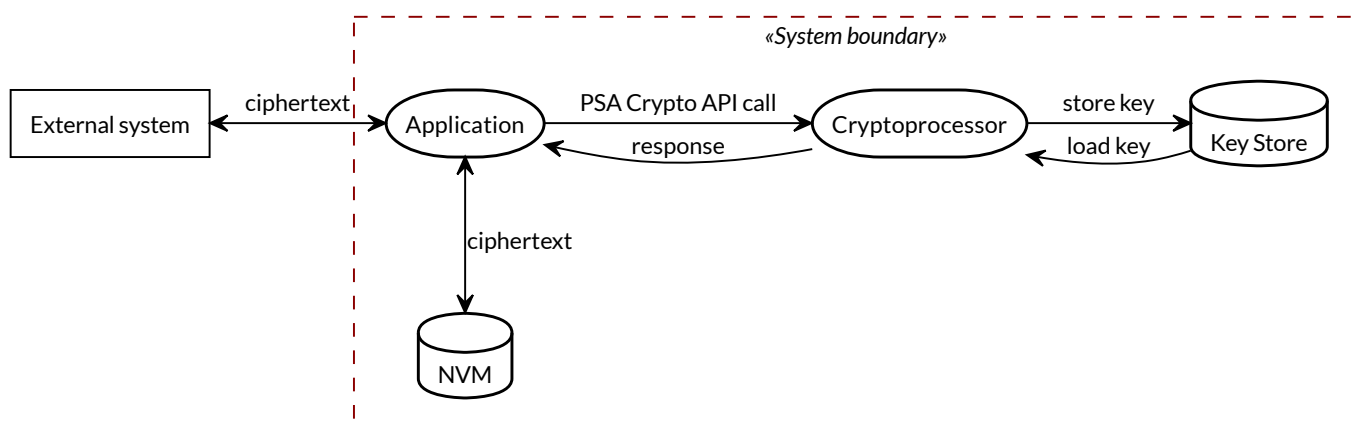 «System boundary»
ciphertext
PSA Crypto API call
store key
External system
Application
Cryptoprocessor
Key Store
response
load key
ciphertext
NVM